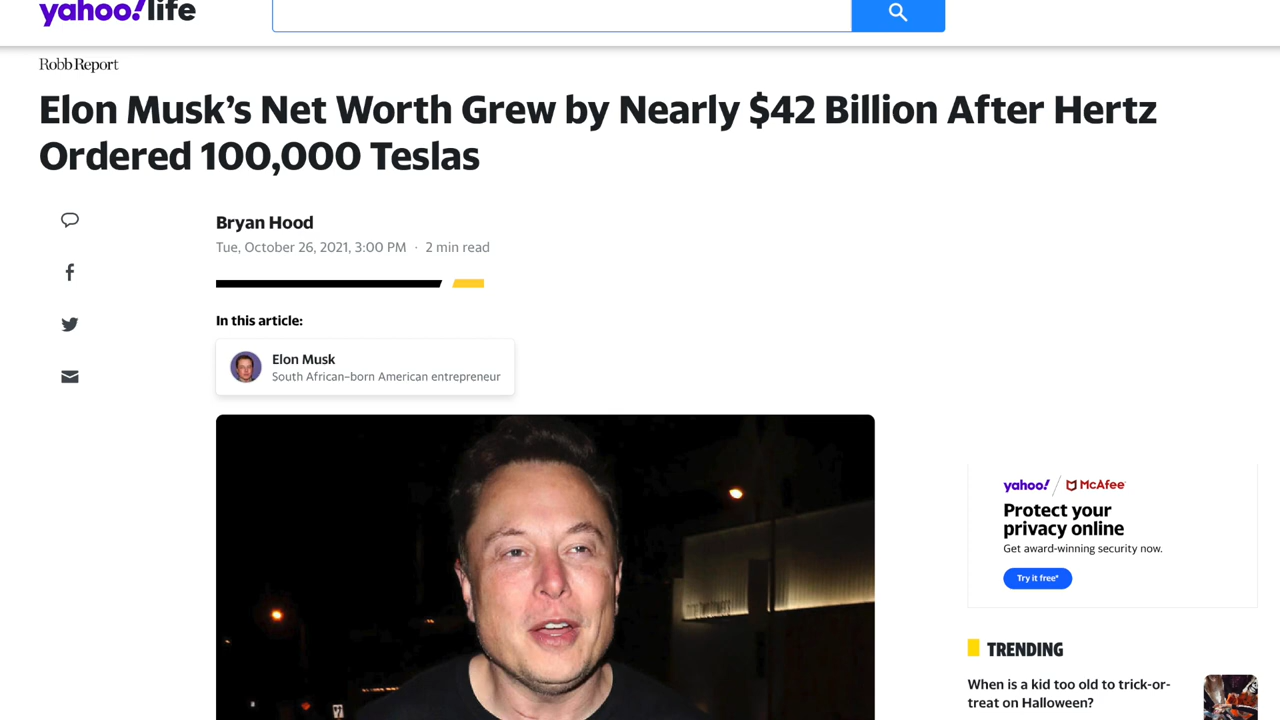 yahoo!life
Robb Report
Elon Musk’s Net Worth Grew by Nearly $42 Billion After Hertz
Ordered 100,000 Teslas
Bryan Hood
Tue, October 26, 2021, 3:00 PM · 2 min read
In this article:
Elon Musk
South African–born American entrepreneur
yahoo! / McAfee
Protect your
privacy online
Get award-winning security now.
Try it free*
TRENDING
When is a kid too old to trick-or-
treat on Halloween?